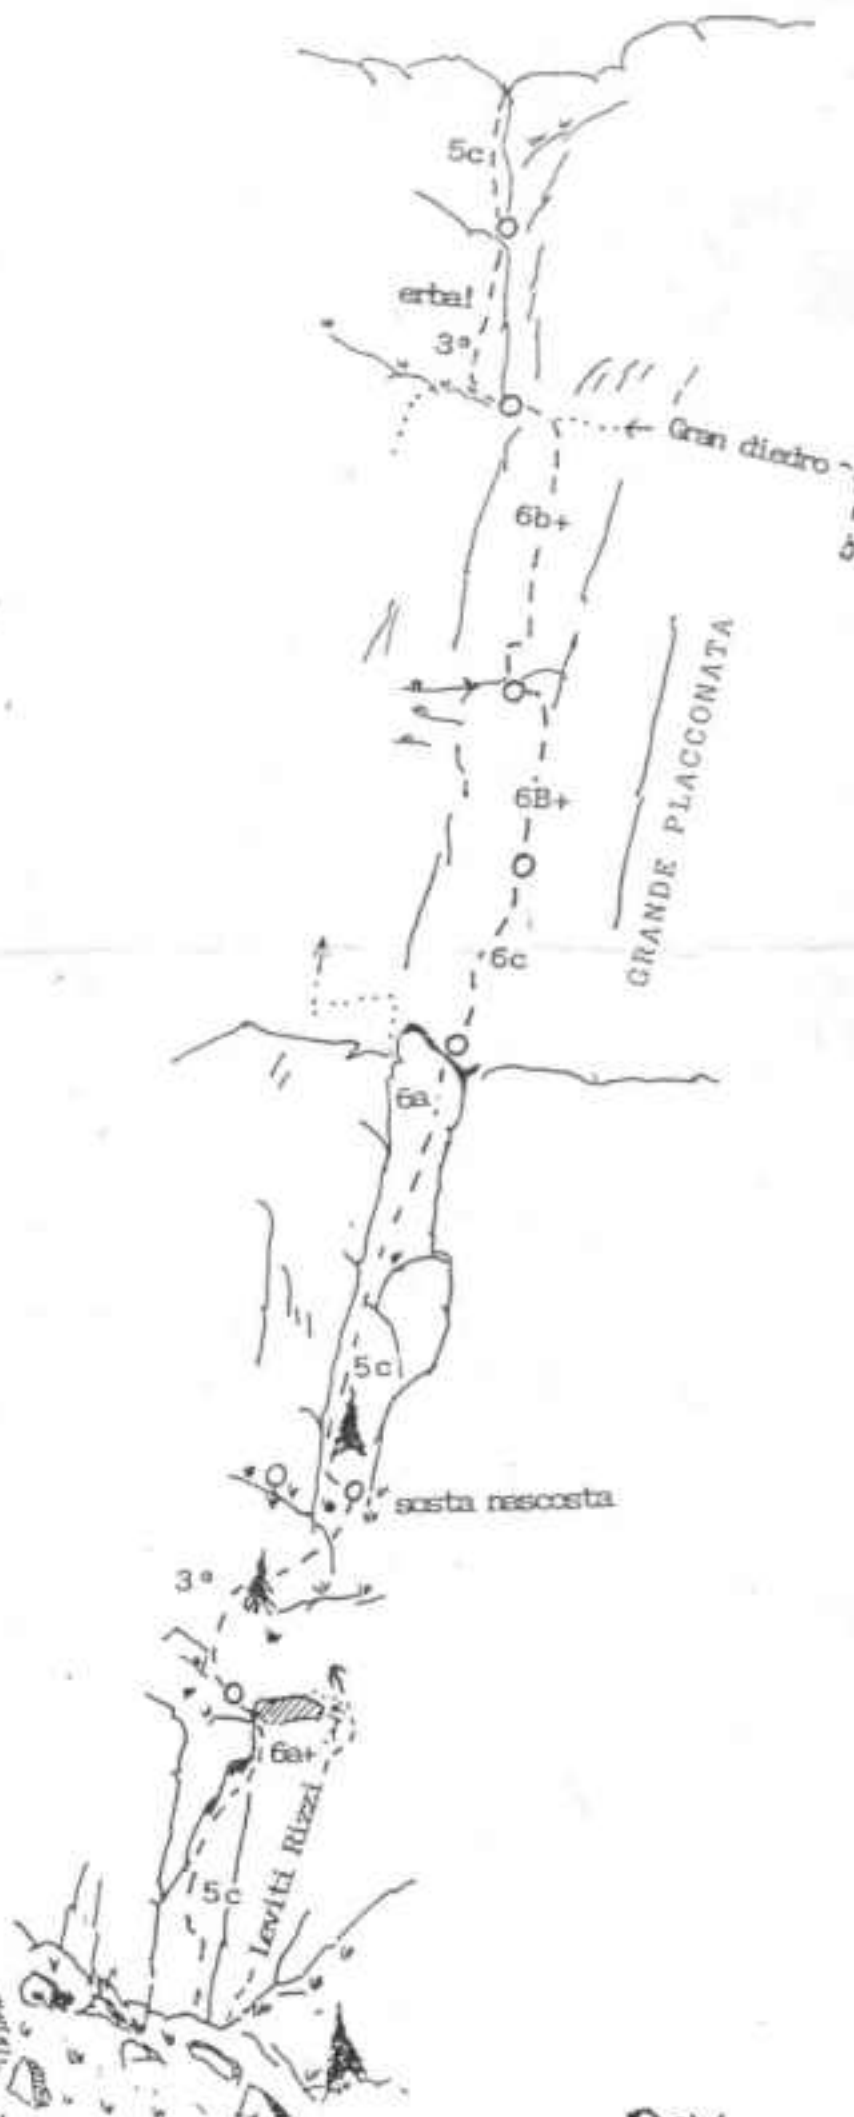 5c
erba!
3°
Gran diedro
6b+
GRANDE PLACCONATA
6B+
6c
6a
5c
sosta nascosta
3°
6a+
Leviti Rizzi
5c